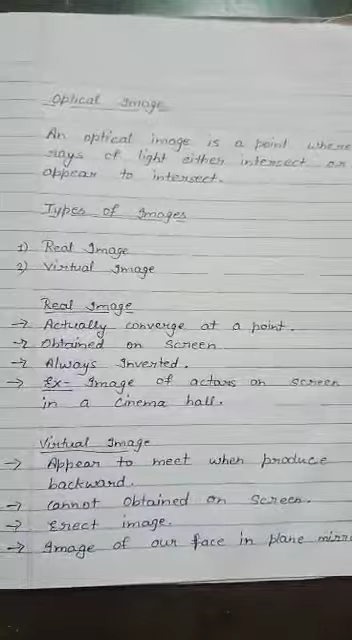 Optical Image
An optical image is a point where
rays of light either intersect or
appear to intersect.
Types of Images
1) Real Image
2) Virtual Image
Real Image
→ Actually converge at a point.
→ Obtained on Screen
→ Always Inverted.
→ Ex- Image of actors on screen
in a cinema hall.
Virtual Image
→ Appear to meet when produce
backward.
→ cannot obtained on screen.
→ Erect image.
→ Image of our face in plane mirro